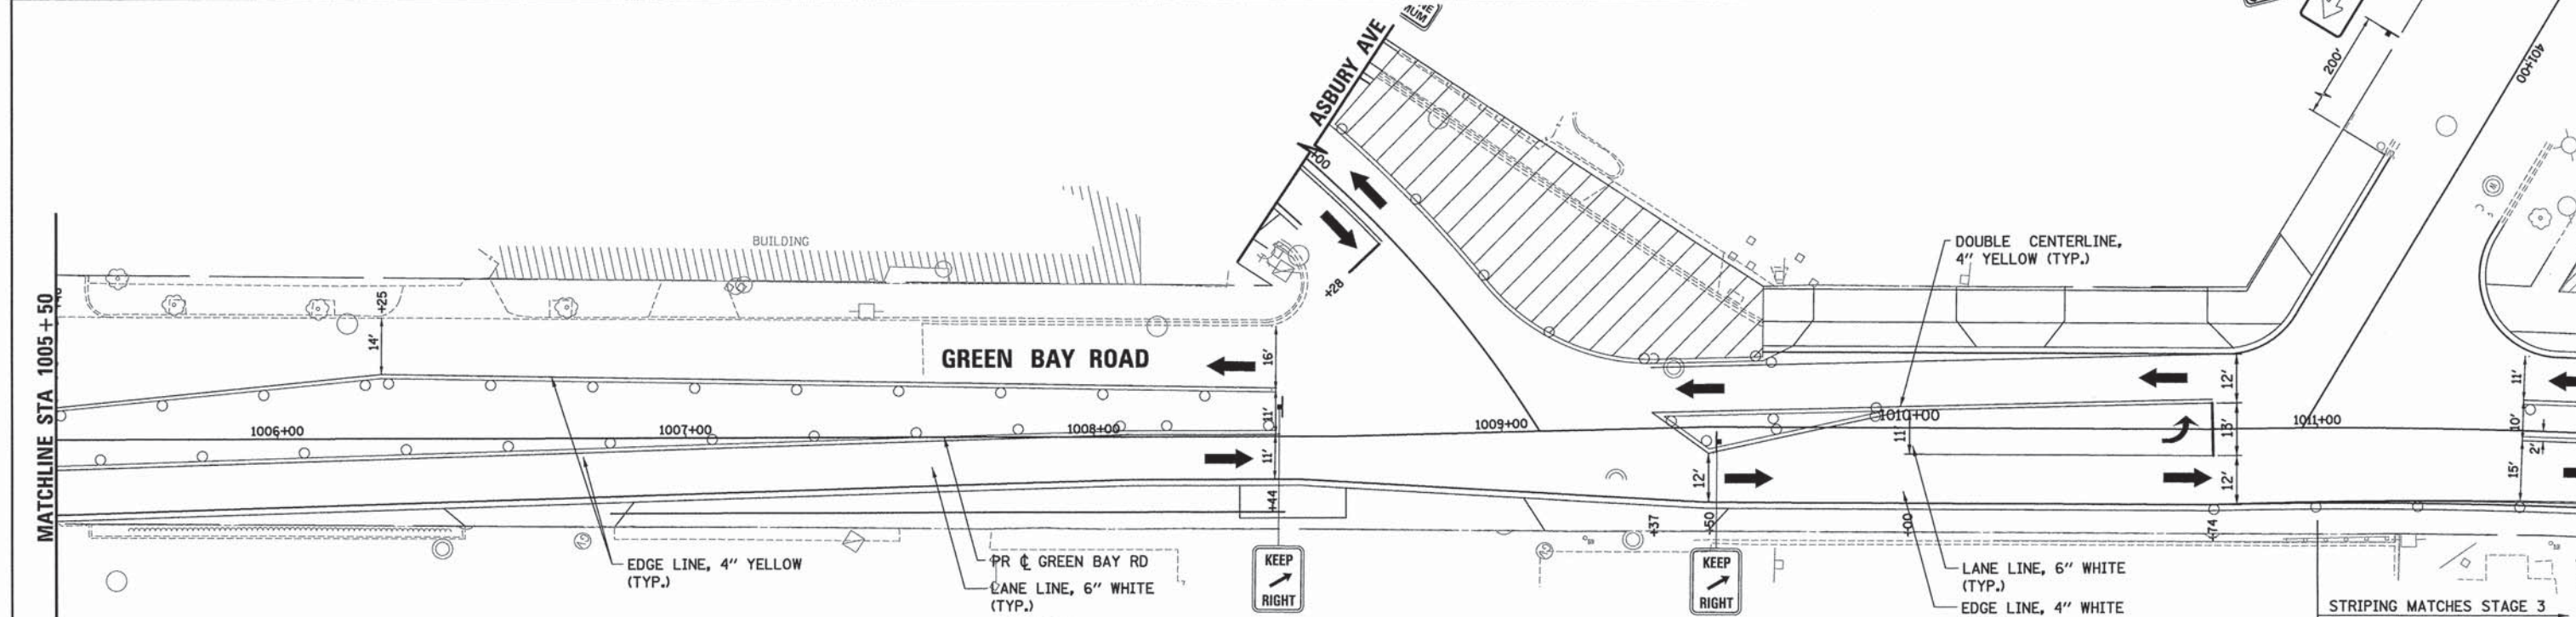 MATCHLINE STA 1005+50
+25
14'
BUILDING
GREEN BAY ROAD
16'
11'
11'
1006+00
1007+00
1008+00
1009+00
1010+00
1011+00
ASBURY AVE
+00
+28
DOUBLE CENTERLINE,
4" YELLOW (TYP.)
200'
40+00
12'
13'
12'
11'
12'
11'
10'
2'
15'
+44
+37
+50
+00
+74
EDGE LINE, 4" YELLOW
(TYP.)
PR ℄ GREEN BAY RD
LANE LINE, 6" WHITE
(TYP.)
KEEP
RIGHT
KEEP
RIGHT
LANE LINE, 6" WHITE
(TYP.)
EDGE LINE, 4" WHITE
STRIPING MATCHES STAGE 3